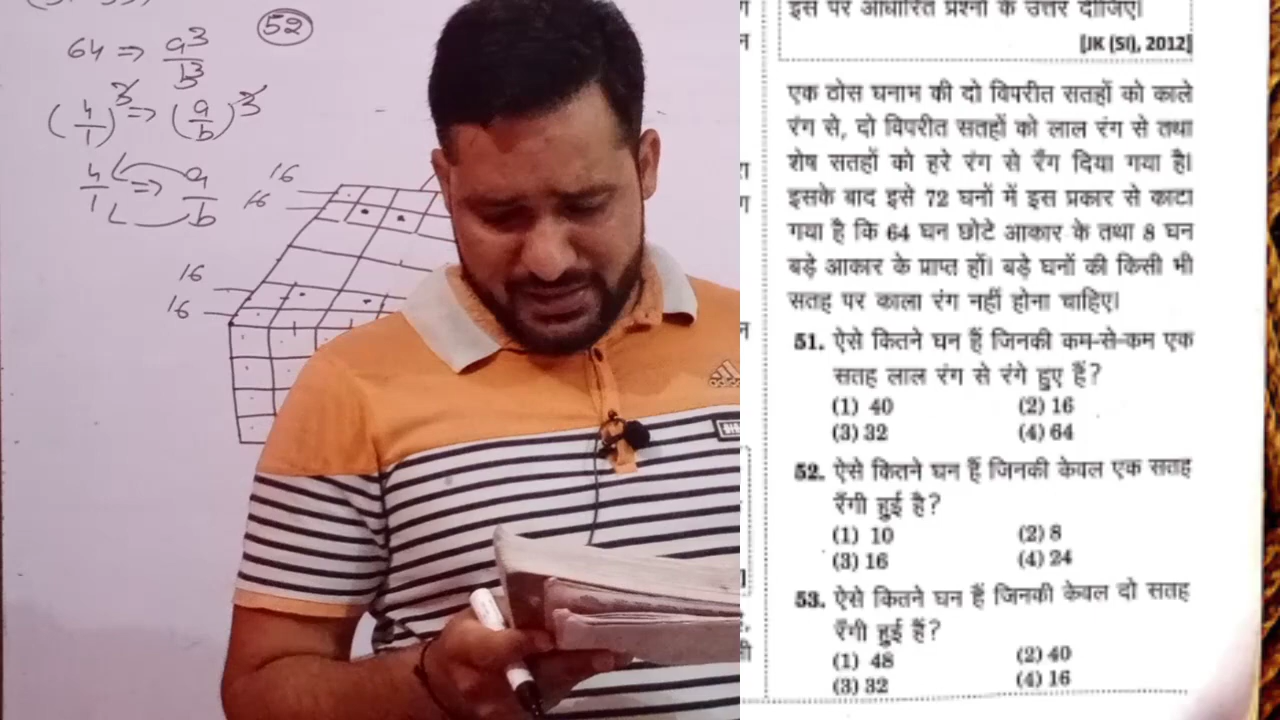 52
64 ⇒ a³/b³
(4/1)³ ⇒ (a/b)³
4/1 ⇒ a/b
16
16
16
16
adidas
इस पर आधारित प्रश्नों के उत्तर दीजिए।
[JK (SI), 2012]
एक ठोस घनाभ की दो विपरीत सतहों को काले
रंग से, दो विपरीत सतहों को लाल रंग से तथा
शेष सतहों को हरे रंग से रँग दिया गया है।
इसके बाद इसे 72 घनों में इस प्रकार से काटा
गया है कि 64 घन छोटे आकार के तथा 8 घन
बड़े आकार के प्राप्त हों। बड़े घनों की किसी भी
सतह पर काला रंग नहीं होना चाहिए।
51. ऐसे कितने घन हैं जिनकी कम-से-कम एक
सतह लाल रंग से रंगे हुए हैं?
(1) 40 (2) 16
(3) 32 (4) 64
52. ऐसे कितने घन हैं जिनकी केवल एक सतह
रँगी हुई है?
(1) 10 (2) 8
(3) 16 (4) 24
53. ऐसे कितने घन हैं जिनकी केवल दो सतह
रँगी हुई हैं?
(1) 48 (2) 40
(3) 32 (4) 16